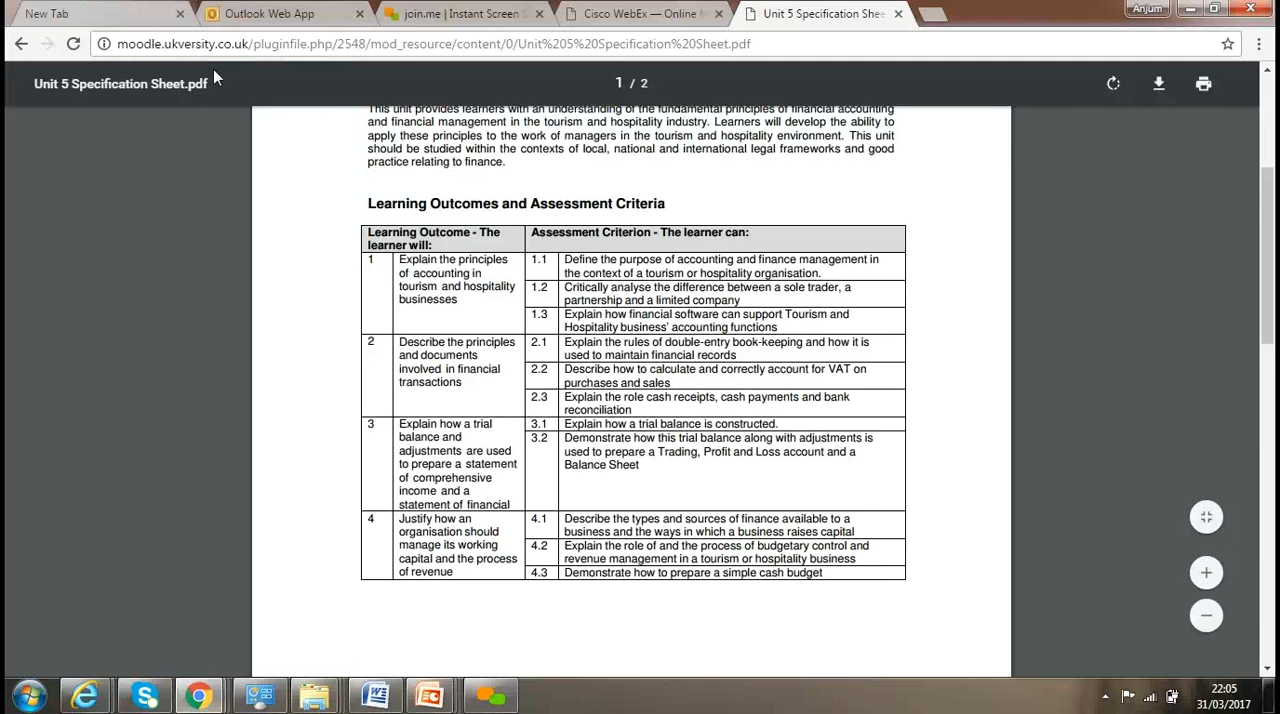 New Tab
Outlook Web App
join.me | Instant Screen
Cisco WebEx — Online M
Unit 5 Specification Shee
Anjum
moodle.ukversity.co.uk/pluginfile.php/2548/mod_resource/content/0/Unit%205%20Specification%20Sheet.pdf
Unit 5 Specification Sheet.pdf
1 / 2
This unit provides learners with an understanding of the fundamental principles of financial accounting
and financial management in the tourism and hospitality industry. Learners will develop the ability to
apply these principles to the work of managers in the tourism and hospitality environment. This unit
should be studied within the contexts of local, national and international legal frameworks and good
practice relating to finance.
Learning Outcomes and Assessment Criteria
Learning Outcome - The
learner will:
Assessment Criterion - The learner can:
1
Explain the principles
of accounting in
tourism and hospitality
businesses
1.1 Define the purpose of accounting and finance management in
the context of a tourism or hospitality organisation.
1.2 Critically analyse the difference between a sole trader, a
partnership and a limited company
1.3 Explain how financial software can support Tourism and
Hospitality business' accounting functions
2
Describe the principles
and documents
involved in financial
transactions
2.1 Explain the rules of double-entry book-keeping and how it is
used to maintain financial records
2.2 Describe how to calculate and correctly account for VAT on
purchases and sales
2.3 Explain the role cash receipts, cash payments and bank
reconciliation
3
Explain how a trial
balance and
adjustments are used
to prepare a statement
of comprehensive
income and a
statement of financial
3.1 Explain how a trial balance is constructed.
3.2 Demonstrate how this trial balance along with adjustments is
used to prepare a Trading, Profit and Loss account and a
Balance Sheet
4
Justify how an
organisation should
manage its working
capital and the process
of revenue
4.1 Describe the types and sources of finance available to a
business and the ways in which a business raises capital
4.2 Explain the role of and the process of budgetary control and
revenue management in a tourism or hospitality business
4.3 Demonstrate how to prepare a simple cash budget
22:05
31/03/2017